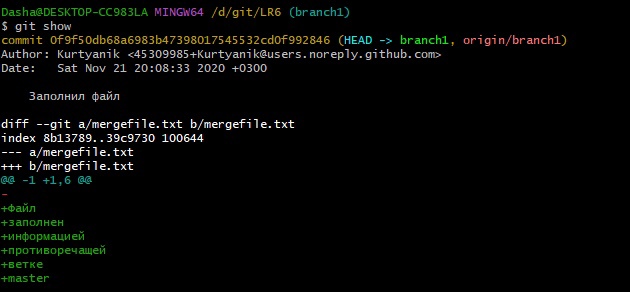 Dasha@DESKTOP-CC983LA MINGW64 /d/git/LR6 (branch1)
$ git show
commit 0f9f50db68a6983b47398017545532cd0f992846 (HEAD -> branch1, origin/branch1)
Author: Kurtyanik <45309985+Kurtyanik@users.noreply.github.com>
Date:   Sat Nov 21 20:08:33 2020 +0300
    Заполнил файл
diff --git a/mergefile.txt b/mergefile.txt
index 8b13789..39c9730 100644
--- a/mergefile.txt
+++ b/mergefile.txt
@@ -1 +1,6 @@
-
+Файл
+заполнен
+информацией
+противоречащей
+ветке
+master